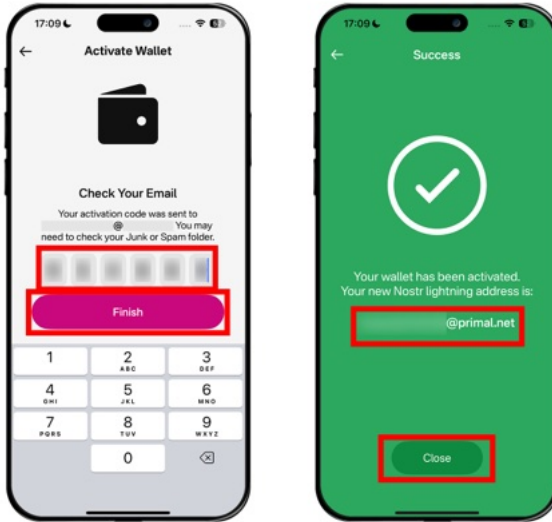 17:09
Activate Wallet
Check Your Email
Your activation code was sent to
@ You may
need to check your Junk or Spam folder.
Finish
1
2
ABC
3
DEF
4
GHI
5
JKL
6
MNO
7
PQRS
8
TUV
9
WXYZ
0
17:09
Success
Your wallet has been activated.
Your new Nostr lightning address is:
@primal.net
Close